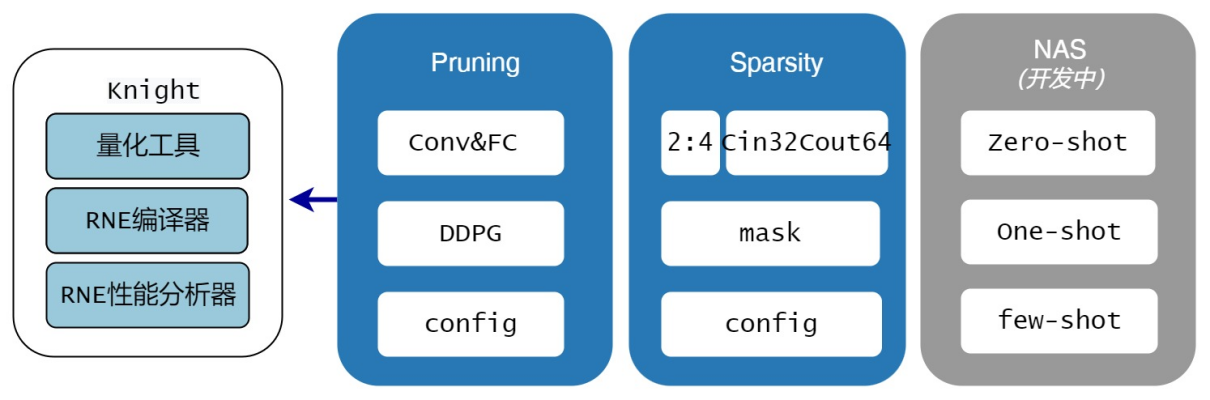 Knight
量化工具
RNE编译器
RNE性能分析器
Pruning
Conv&FC
DDPG
config
Sparsity
2:4 Cin32Cout64
mask
config
NAS
(开发中)
Zero-shot
One-shot
few-shot